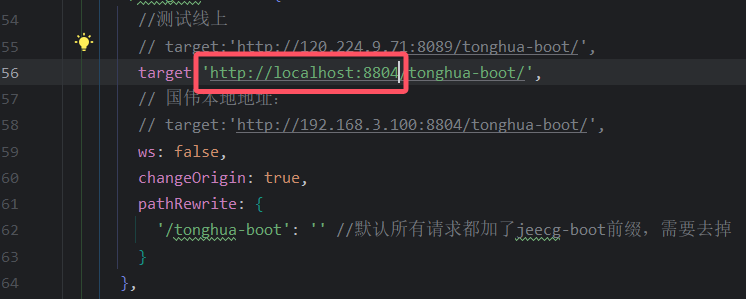 54 //测试线上
55 // target:'http://120.224.9.71:8089/tonghua-boot/',
56 target 'http://localhost:8804/tonghua-boot/',
57 // 国伟本地地址:
58 // target:'http://192.168.3.100:8804/tonghua-boot/',
59 ws: false,
60 changeOrigin: true,
61 pathRewrite: {
62 '/tonghua-boot': '' //默认所有请求都加了jeecg-boot前缀，需要去掉
63 }
64 },